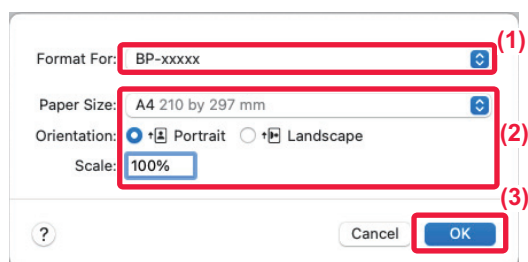 (1)
Format For: BP-xxxxx
Paper Size: A4 210 by 297 mm
Orientation: Portrait Landscape
(2)
Scale: 100%
(3)
? Cancel OK